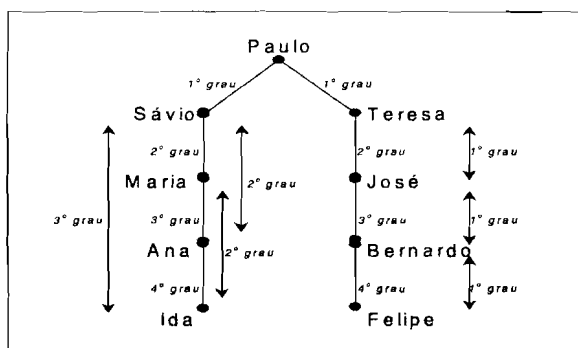 Paulo
1° grau 1° grau
Sávio Teresa
2° grau 2° grau 1° grau
Maria José
2° grau
3° grau 3° grau 3° grau 1° grau
Ana 2° grau Bernardo
4° grau 4° grau 1° grau
Ida Felipe